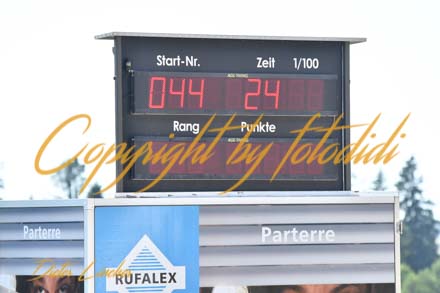 Start-Nr. Zeit 1/100
044 24
Rang Punkte
Copyright by fotodidi
Parterre Parterre
RUFALEX